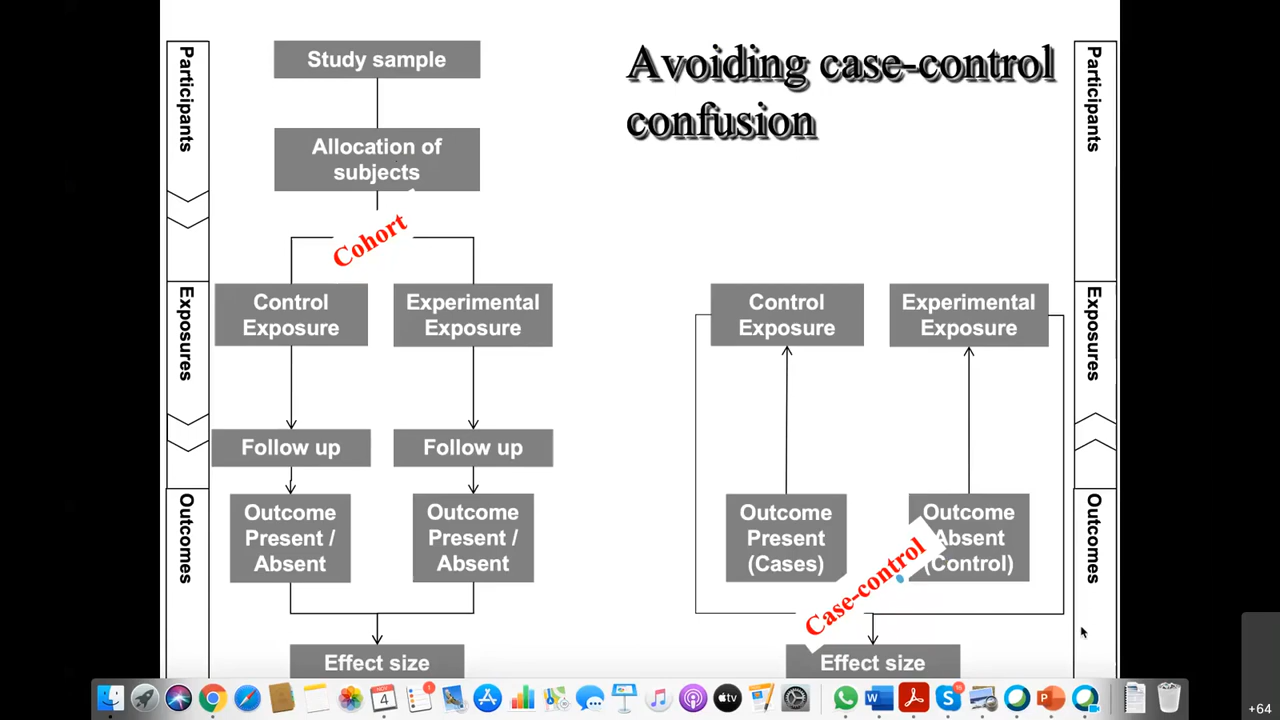 Avoiding case-control
confusion
Participants
Exposures
Outcomes
Study sample
Allocation of
subjects
Cohort
Control
Exposure
Experimental
Exposure
Follow up
Follow up
Outcome
Present /
Absent
Outcome
Present /
Absent
Effect size
Control
Exposure
Experimental
Exposure
Outcome
Present
(Cases)
Outcome
Absent
(Control)
Case-control
Effect size
Participants
Exposures
Outcomes
4
tv
+64